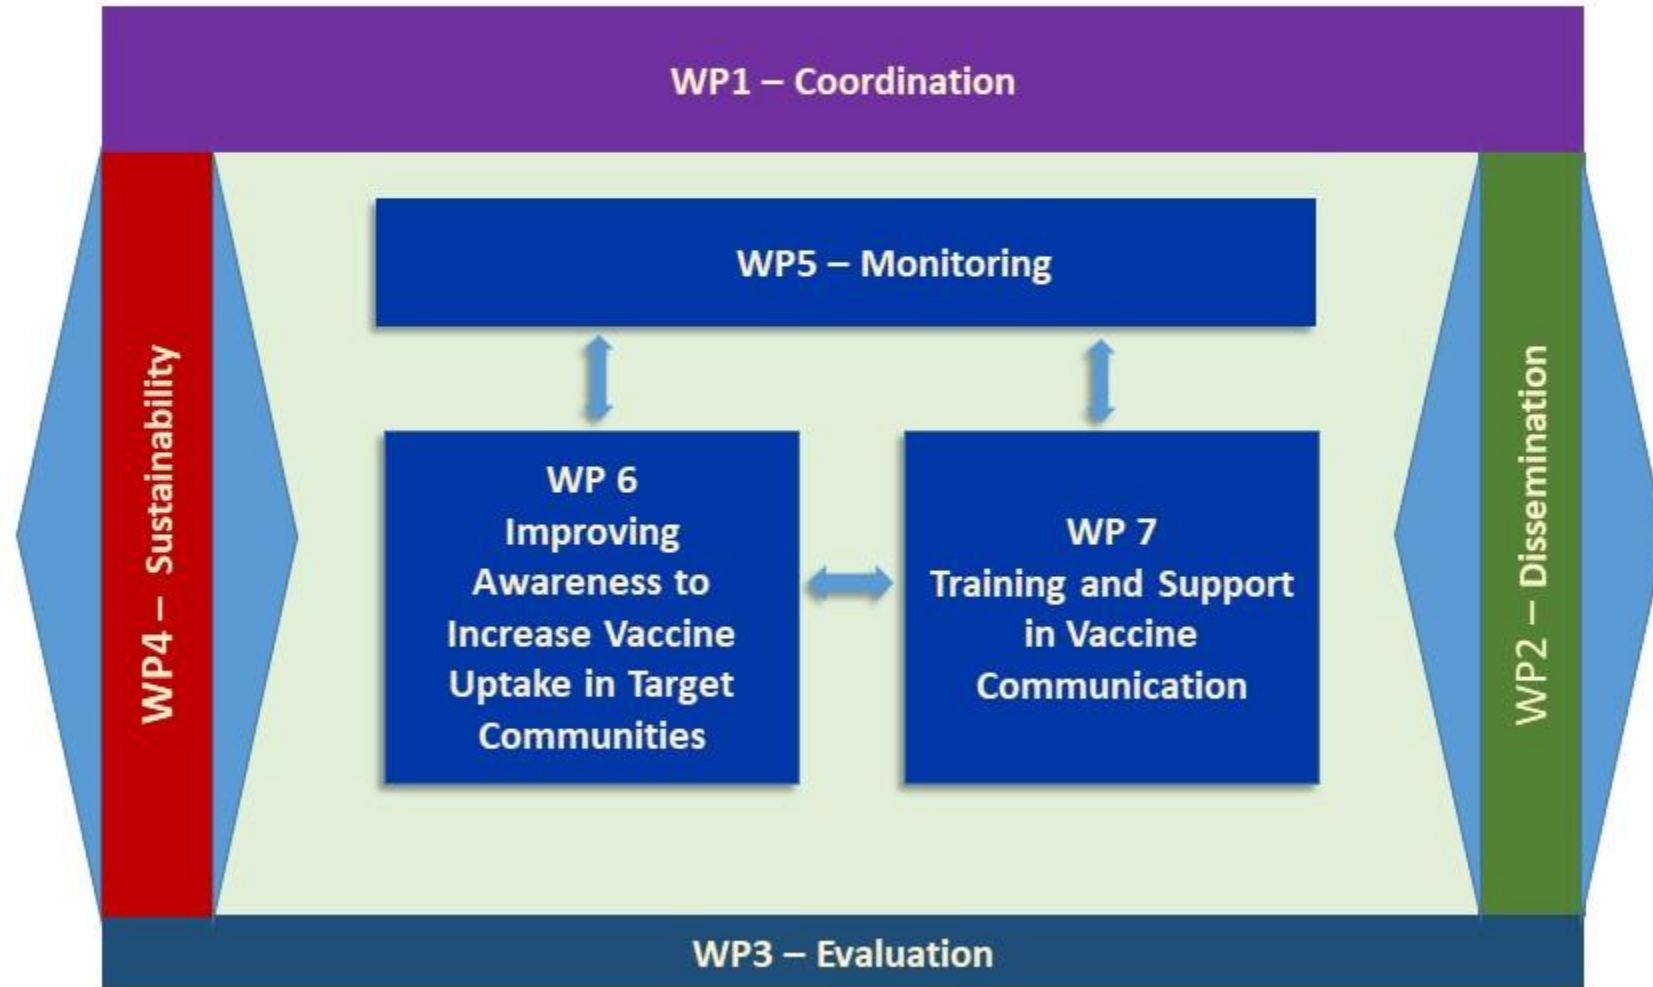 WP1 – Coordination
WP4 – Sustainability
WP5 – Monitoring
WP 6
Improving
Awareness to
Increase Vaccine
Uptake in Target
Communities
WP 7
Training and Support
in Vaccine
Communication
WP2 – Dissemination
WP3 – Evaluation